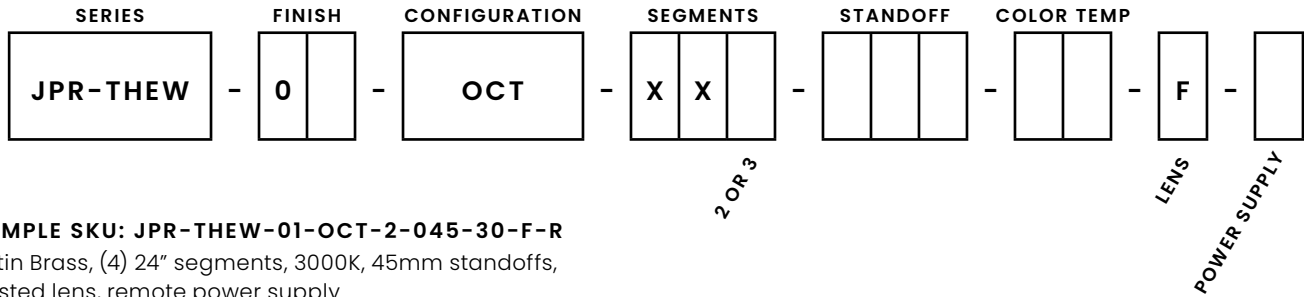 SERIES FINISH CONFIGURATION SEGMENTS STANDOFF COLOR TEMP
JPR-THEW - 0 - OCT - X X - - - F -
2 OR 3
LENS
POWER SUPPLY
MPLE SKU: JPR-THEW-01-OCT-2-045-30-F-R
tin Brass, (4) 24” segments, 3000K, 45mm standoffs,
sted lens, remote power supply